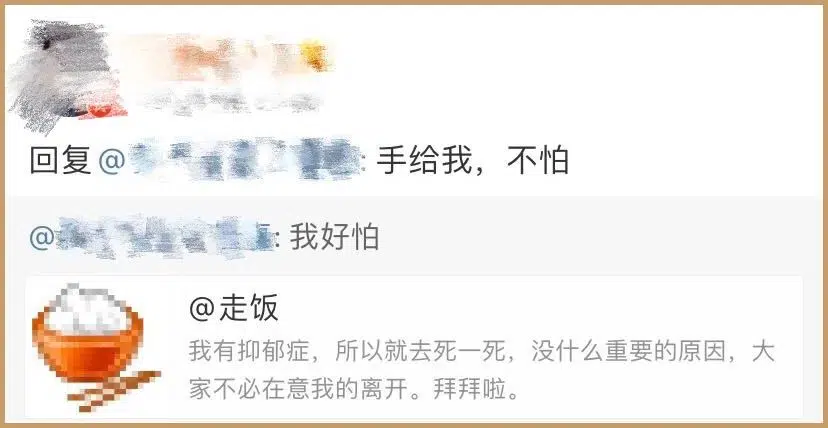 回复@: 手给我，不怕
@: 我好怕
@走饭
我有抑郁症，所以就去死一死，没什么重要的原因，大
家不必在意我的离开。拜拜啦。